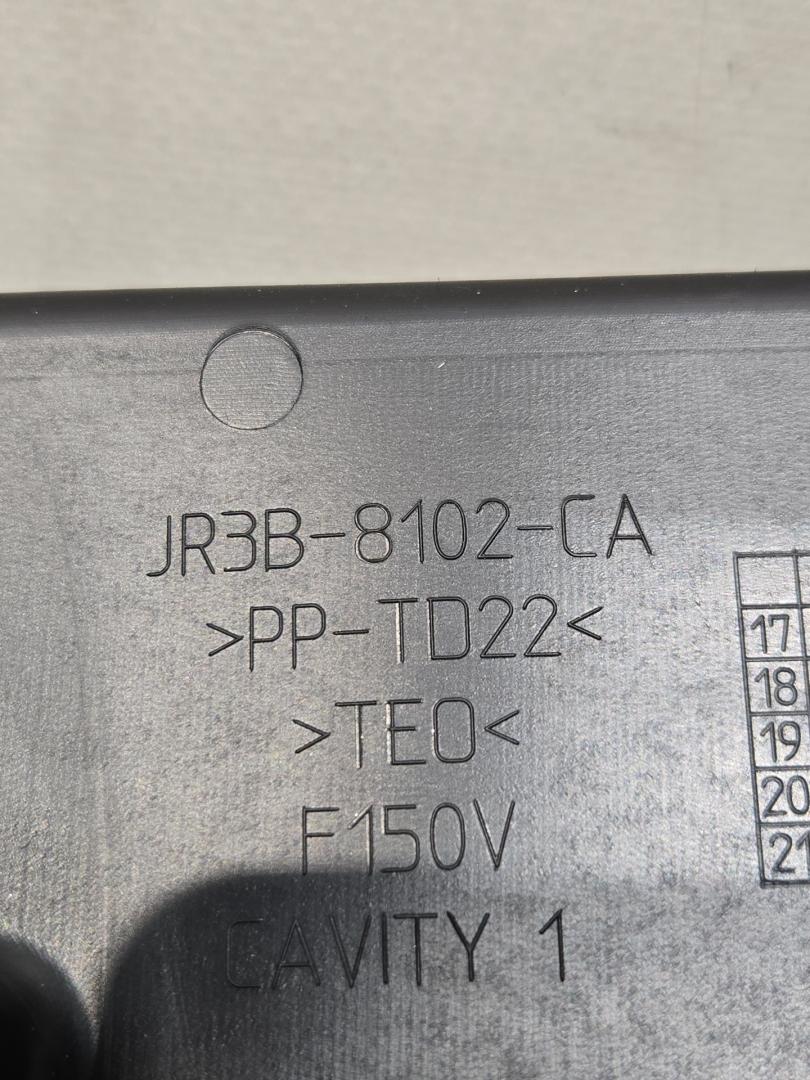 JR3B-8102-CA
>PP-TD22<
>TEO<
F150V
CAVITY 1
17
18
19
20
21